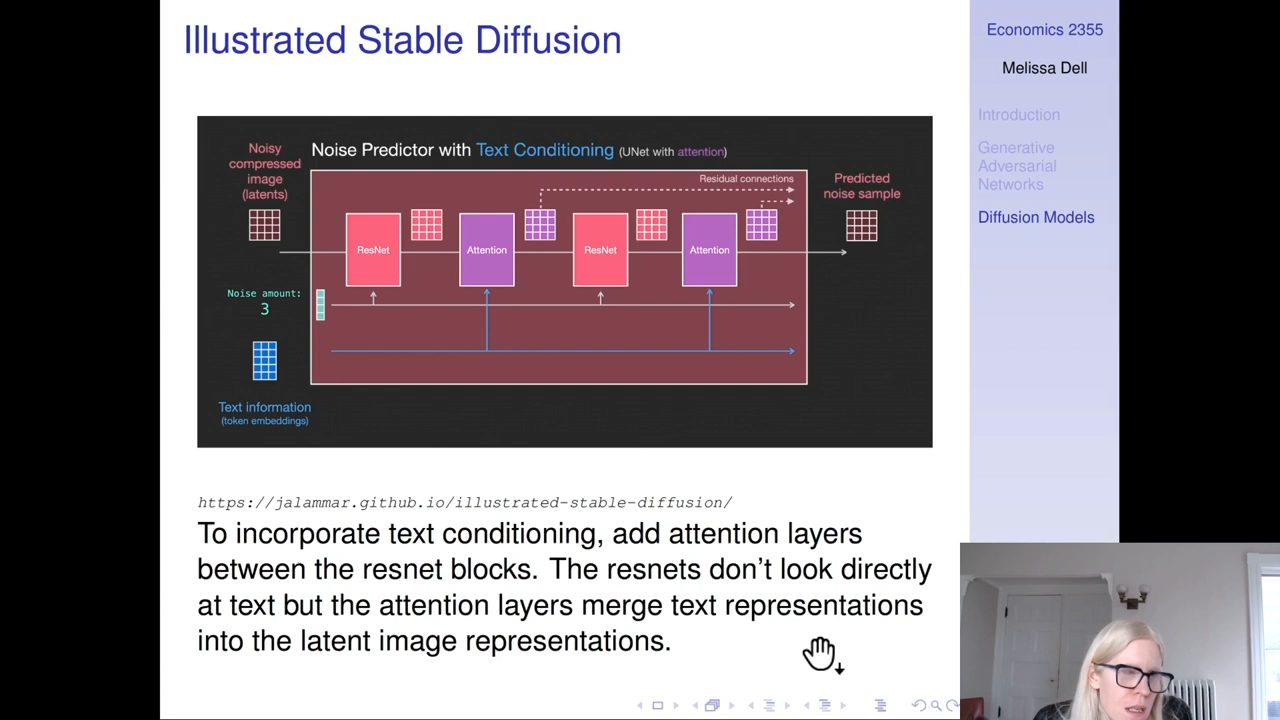 Illustrated Stable Diffusion
Noisy
compressed
image
(latents)
Noise Predictor with Text Conditioning (UNet with attention)
Residual connections
Predicted
noise sample
ResNet
Attention
ResNet
Attention
Noise amount:
3
Text information
(token embeddings)
https://jalammar.github.io/illustrated-stable-diffusion/
To incorporate text conditioning, add attention layers
between the resnet blocks. The resnets don't look directly
at text but the attention layers merge text representations
into the latent image representations.
Economics 2355
Melissa Dell
Introduction
Generative
Adversarial
Networks
Diffusion Models